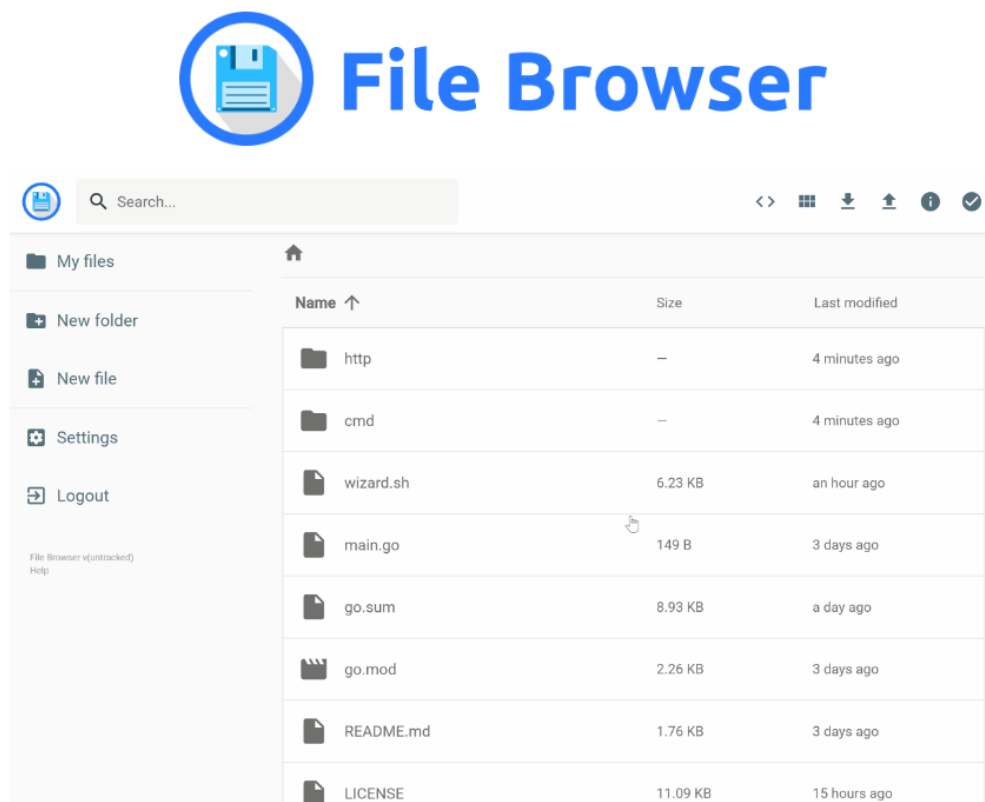 File Browser
Search...
My files
New folder
New file
Settings
Logout
File Browser v(untracked)
Help
Name Size Last modified
http — 4 minutes ago
cmd — 4 minutes ago
wizard.sh 6.23 KB an hour ago
main.go 149 B 3 days ago
go.sum 8.93 KB a day ago
go.mod 2.26 KB 3 days ago
README.md 1.76 KB 3 days ago
LICENSE 11.09 KB 15 hours ago